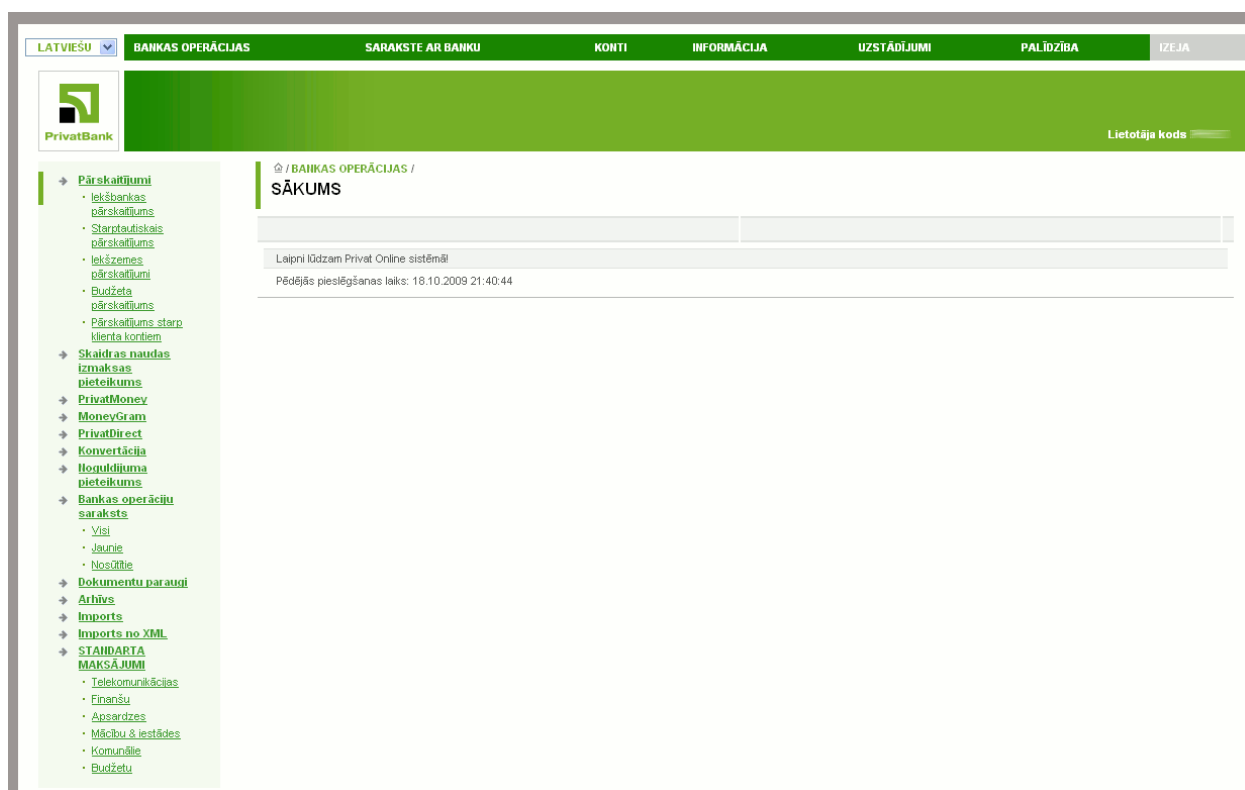 LATVIEŠU
BANKAS OPERĀCIJAS
SARAKSTE AR BANKU
KONTI
INFORMĀCIJA
UZSTĀDĪJUMI
PALĪDZĪBA
IZEJA
PrivatBank
Lietotāja kods
/ BANKAS OPERĀCIJAS /
SĀKUMS
Laipni lūdzam Privat Online sistēmā!
Pēdējās pieslēgšanas laiks: 18.10.2009 21:40:44
Pārskaitījumi
Iekšbankas
pārskaitījums
Starptautiskais
pārskaitījums
Iekšzemes
pārskaitījumi
Budžeta
pārskaitījums
Pārskaitījums starp
klienta kontiem
Skaidras naudas
izmaksas
pieteikums
PrivatMoney
MoneyGram
PrivatDirect
Konvertācija
Noguldījuma
pieteikums
Bankas operāciju
saraksts
Visi
Jaunie
Nosūtītie
Dokumentu paraugi
Arhīvs
Imports
Imports no XML
STANDARTA
MAKSĀJUMI
Telekomunikācijas
Finanšu
Apsardzes
Mācību & iestādes
Komunālie
Budžetu